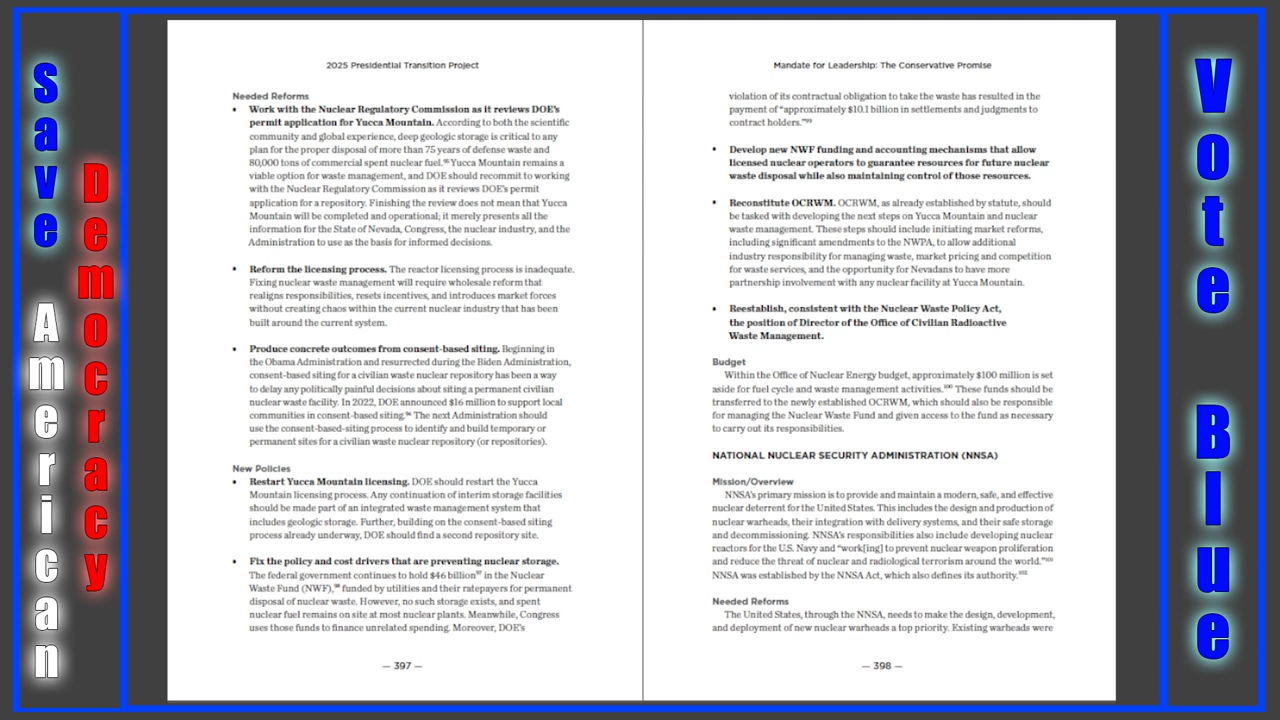 Save American
Democracy
2025 Presidential Transition Project
Needed Reforms
• Work with the Nuclear Regulatory Commission as it reviews DOE's
permit application for Yucca Mountain. According to both the scientific
community and global experience, deep geologic storage is critical to any
plan for the proper disposal of more than 75 years of defense waste and
80,000 tons of commercial spent nuclear fuel.⁹⁵ Yucca Mountain remains a
viable option for waste management, and DOE should recommit to working
with the Nuclear Regulatory Commission as it reviews DOE's permit
application for a repository. Finishing the review does not mean that Yucca
Mountain will be completed and operational; it merely presents all the
information for the State of Nevada, Congress, the nuclear industry, and the
Administration to use as the basis for informed decisions.
• Reform the licensing process. The reactor licensing process is inadequate.
Fixing nuclear waste management will require wholesale reform that
realigns responsibilities, resets incentives, and introduces market forces
without creating chaos within the current nuclear industry that has been
built around the current system.
• Produce concrete outcomes from consent-based siting. Beginning in
the Obama Administration and resurrected during the Biden Administration,
consent-based siting for a civilian waste nuclear repository has been a way
to delay any politically painful decisions about siting a permanent civilian
nuclear waste facility. In 2022, DOE announced $16 million to support local
communities in consent-based siting.⁹⁶ The next Administration should
use the consent-based-siting process to identify and build temporary or
permanent sites for a civilian waste nuclear repository (or repositories).
New Policies
• Restart Yucca Mountain licensing. DOE should restart the Yucca
Mountain licensing process. Any continuation of interim storage facilities
should be made part of an integrated waste management system that
includes geologic storage. Further, building on the consent-based siting
process already underway, DOE should find a second repository site.
• Fix the policy and cost drivers that are preventing nuclear storage.
The federal government continues to hold $46 billion⁹⁷ in the Nuclear
Waste Fund (NWF),⁹⁸ funded by utilities and their ratepayers for permanent
disposal of nuclear waste. However, no such storage exists, and spent
nuclear fuel remains on site at most nuclear plants. Meanwhile, Congress
uses those funds to finance unrelated spending. Moreover, DOE's
— 397 —
Mandate for Leadership: The Conservative Promise
violation of its contractual obligation to take the waste has resulted in the
payment of "approximately $10.1 billion in settlements and judgments to
contract holders."⁹⁹
• Develop new NWF funding and accounting mechanisms that allow
licensed nuclear operators to guarantee resources for future nuclear
waste disposal while also maintaining control of those resources.
• Reconstitute OCRWM. OCRWM, as already established by statute, should
be tasked with developing the next steps on Yucca Mountain and nuclear
waste management. These steps should include initiating market reforms,
including significant amendments to the NWPA, to allow additional
industry responsibility for managing waste, market pricing and competition
for waste services, and the opportunity for Nevadans to have more
partnership involvement with any nuclear facility at Yucca Mountain.
• Reestablish, consistent with the Nuclear Waste Policy Act,
the position of Director of the Office of Civilian Radioactive
Waste Management.
Budget
Within the Office of Nuclear Energy budget, approximately $100 million is set
aside for fuel cycle and waste management activities.¹⁰⁰ These funds should be
transferred to the newly established OCRWM, which should also be responsible
for managing the Nuclear Waste Fund and given access to the fund as necessary
to carry out its responsibilities.
NATIONAL NUCLEAR SECURITY ADMINISTRATION (NNSA)
Mission/Overview
NNSA's primary mission is to provide and maintain a modern, safe, and effective
nuclear deterrent for the United States. This includes the design and production of
nuclear warheads, their integration with delivery systems, and their safe storage
and decommissioning. NNSA's responsibilities also include developing nuclear
reactors for the U.S. Navy and "work[ing] to prevent nuclear weapon proliferation
and reduce the threat of nuclear and radiological terrorism around the world."¹⁰¹
NNSA was established by the NNSA Act, which also defines its authority.¹⁰²
Needed Reforms
The United States, through the NNSA, needs to make the design, development,
and deployment of new nuclear warheads a top priority. Existing warheads were
— 398 —
Vote Blue